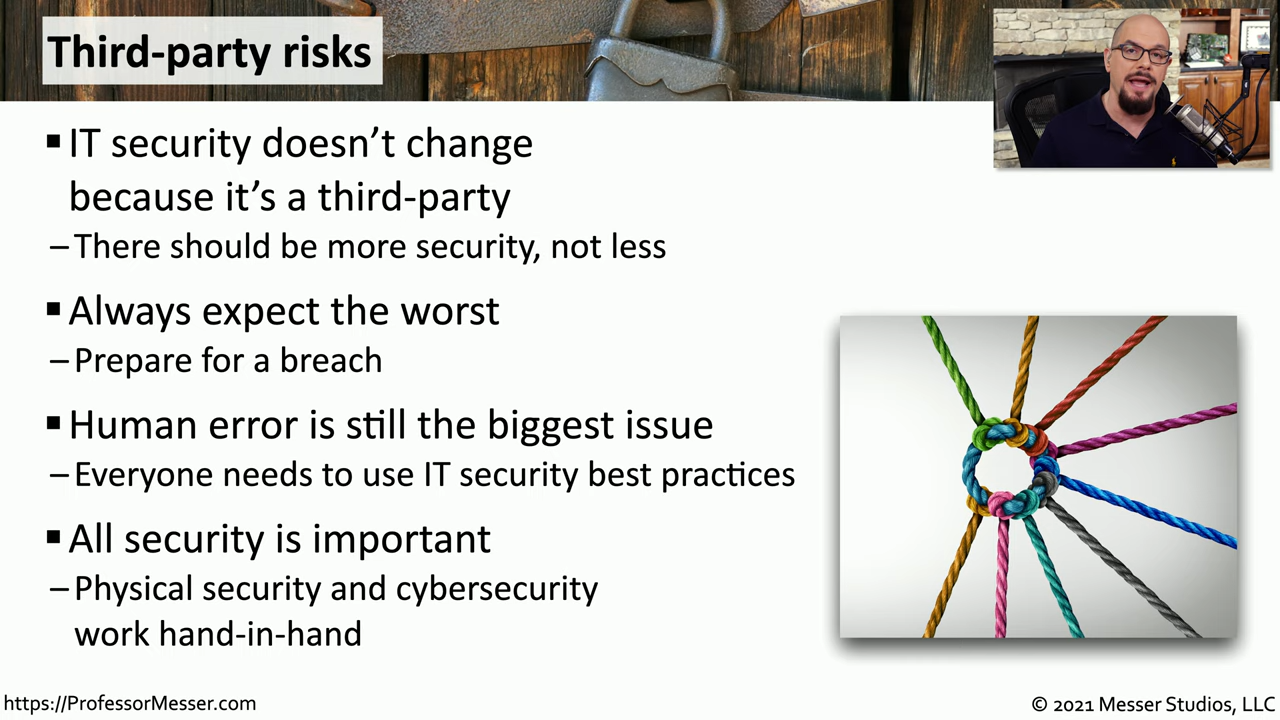 Third-party risks
▪ IT security doesn't change
because it's a third-party
– There should be more security, not less
▪ Always expect the worst
– Prepare for a breach
▪ Human error is still the biggest issue
– Everyone needs to use IT security best practices
▪ All security is important
– Physical security and cybersecurity
work hand-in-hand
https://ProfessorMesser.com
© 2021 Messer Studios, LLC